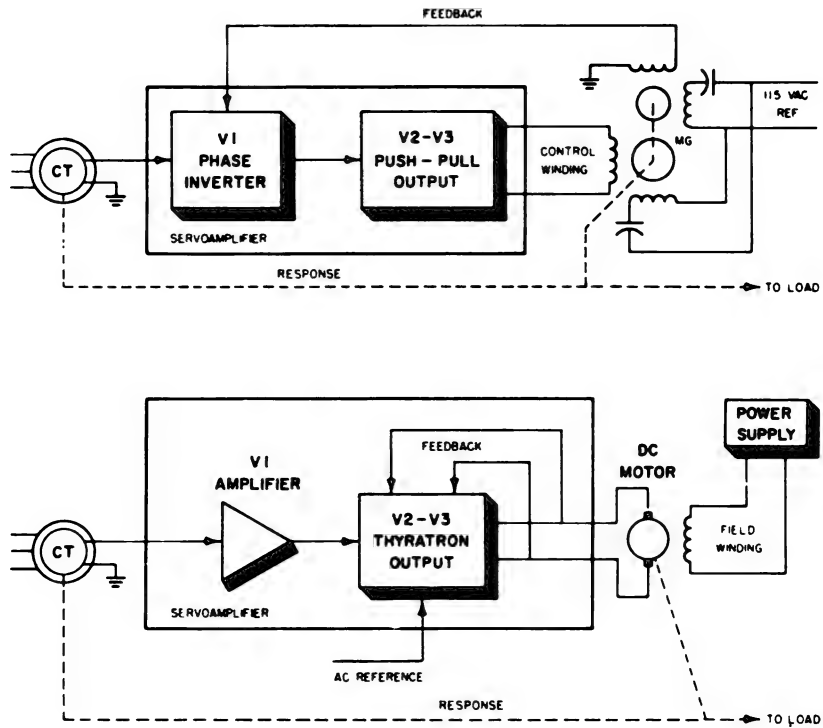 FEEDBACK
115 VAC
REF
V1
PHASE
INVERTER
V2-V3
PUSH-PULL
OUTPUT
CONTROL
WINDING
MG
CT
SERVOAMPLIFIER
RESPONSE
TO LOAD
POWER
SUPPLY
FEEDBACK
DC
MOTOR
V1
AMPLIFIER
V2-V3
THYRATRON
OUTPUT
FIELD
WINDING
CT
SERVOAMPLIFIER
AC REFERENCE
RESPONSE
TO LOAD